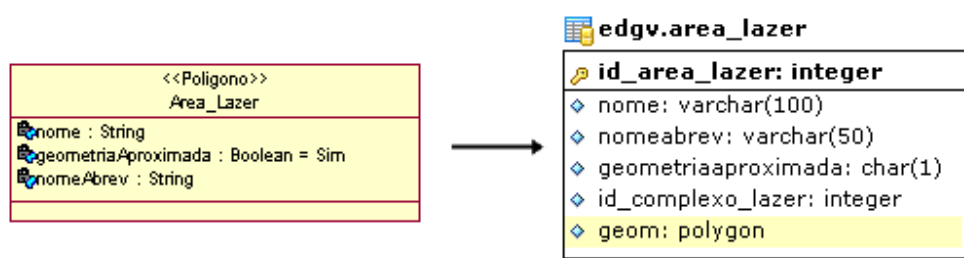 <<Poligono>>
Area_Lazer
nome : String
geometriaAproximada : Boolean = Sim
nomeAbrev : String
edgv.area_lazer
id_area_lazer: integer
nome: varchar(100)
nomeabrev: varchar(50)
geometriaaproximada: char(1)
id_complexo_lazer: integer
geom: polygon